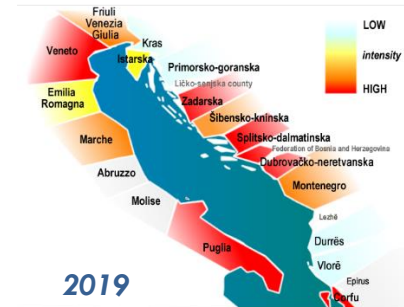 Friuli
Venezia
Giulia
Kras
LOW
Veneto
Istarska
intensity
Primorsko-goranska
Ličko-senjska county
HIGH
Emilia
Romagna
Zadarska
Šibensko-kninska
Marche
Splitsko-dalmatinska
Federation of Bosnia and Herzegovina
Dubrovačko-neretvanska
Abruzzo
Montenegro
Molise
Lezhë
Puglia
Durrës
Vlorë
2019
Epirus
Corfu